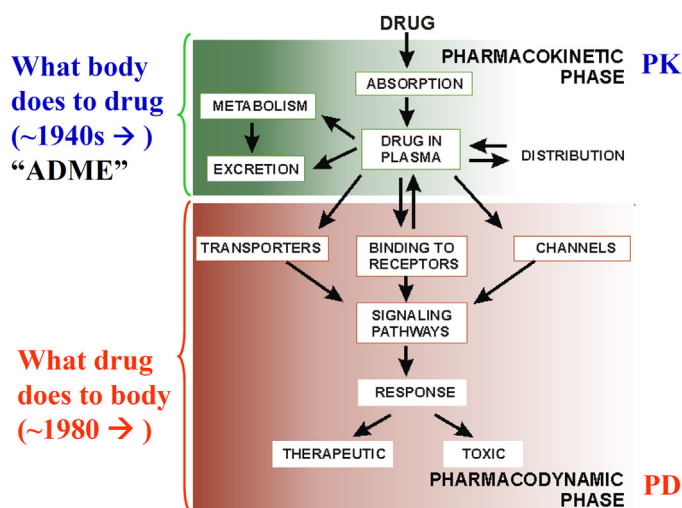 DRUG
PHARMACOKINETIC
PHASE
PK
What body
does to drug
(~1940s → )
“ADME”
ABSORPTION
METABOLISM
DRUG IN
PLASMA
EXCRETION
DISTRIBUTION
TRANSPORTERS
BINDING TO
RECEPTORS
CHANNELS
SIGNALING
PATHWAYS
What drug
does to body
(~1980 → )
RESPONSE
THERAPEUTIC
TOXIC
PHARMACODYNAMIC
PHASE
PD